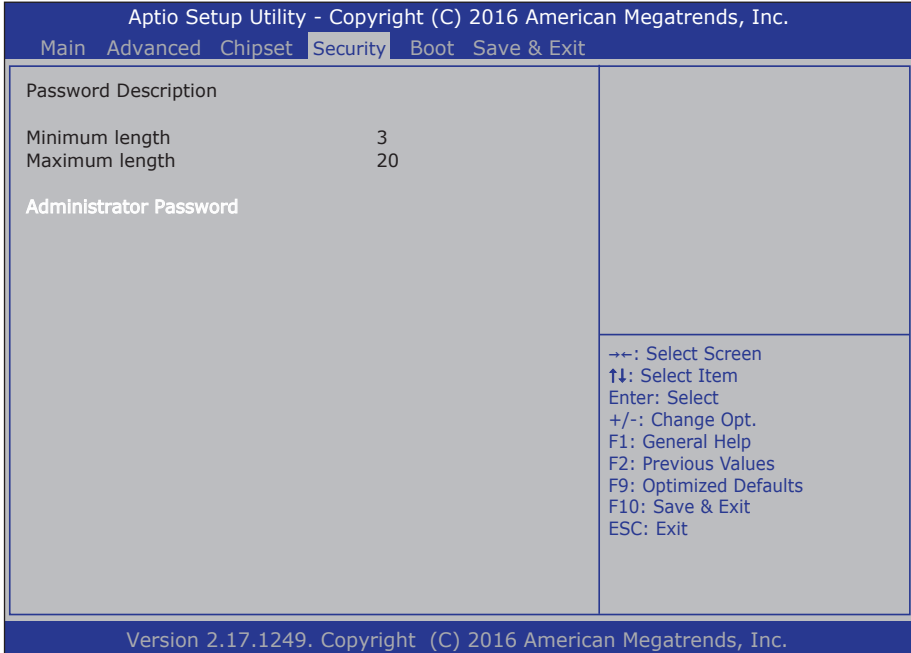 Aptio Setup Utility - Copyright (C) 2016 American Megatrends, Inc.
Main Advanced Chipset Security Boot Save & Exit
Password Description
Minimum length 3
Maximum length 20
Administrator Password
→←: Select Screen
↑↓: Select Item
Enter: Select
+/-: Change Opt.
F1: General Help
F2: Previous Values
F9: Optimized Defaults
F10: Save & Exit
ESC: Exit
Version 2.17.1249. Copyright (C) 2016 American Megatrends, Inc.